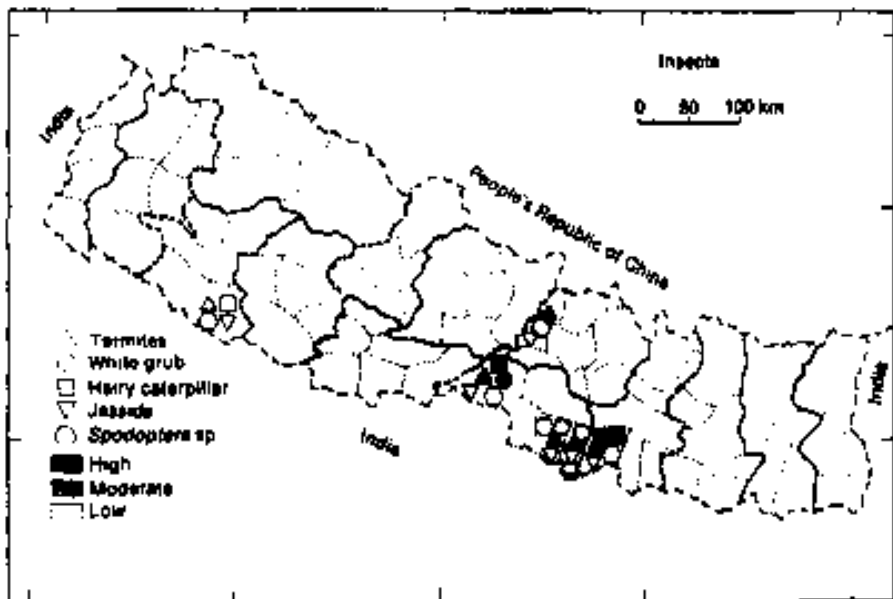 Insects
0 50 100 km
India
People's Republic of China
Termites
White grub
Hairy caterpillar
Jassids
Spodoptera sp
India
India
High
Moderate
Low